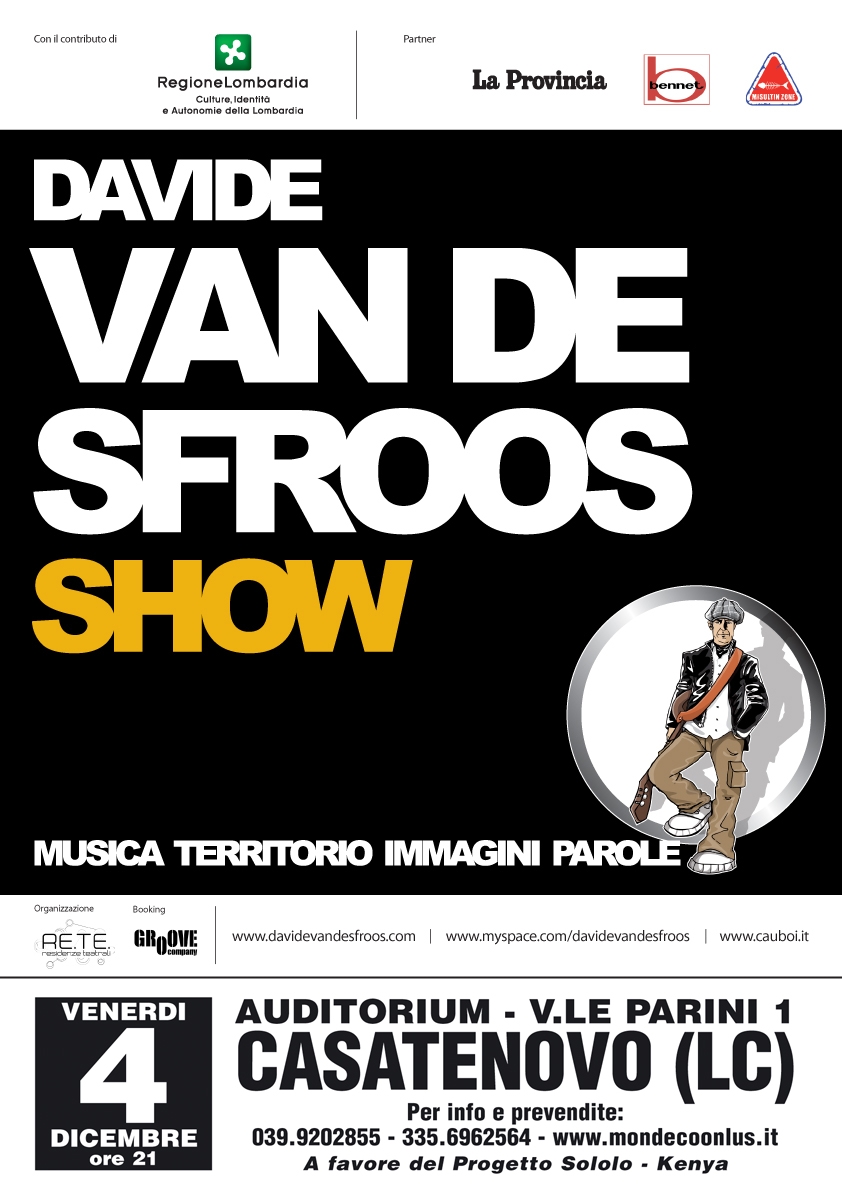 Con il contributo di
Partner
RegioneLombardia
Culture, Identità
e Autonomie della Lombardia
La Provincia
bennet
MISULTIN ZONE
DAVIDE
VAN DE
SFROOS
SHOW
MUSICA TERRITORIO IMMAGINI PAROLE
Organizzazione
RE.TE.
residenze teatrali
Booking
GROOVE
company
www.davidevandesfroos.com | www.myspace.com/davidevandesfroos | www.cauboi.it
VENERDI
4
DICEMBRE
ore 21
AUDITORIUM - V.LE PARINI 1
CASATENOVO (LC)
Per info e prevendite:
039.9202855 - 335.6962564 - www.mondecoonlus.it
A favore del Progetto Sololo - Kenya